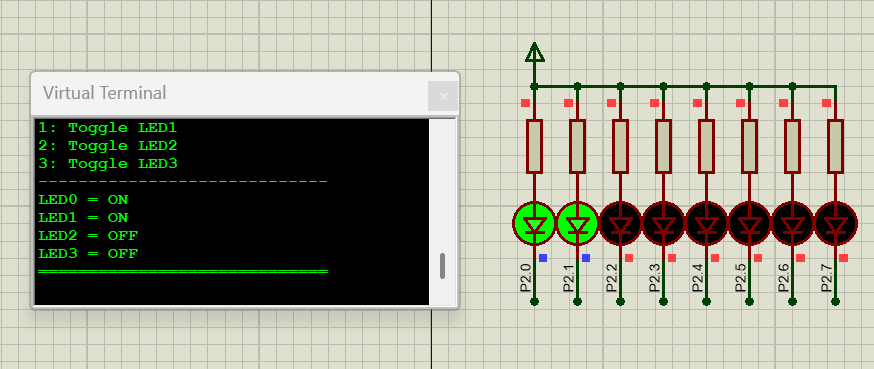 Virtual Terminal
1: Toggle LED1
2: Toggle LED2
3: Toggle LED3
-----------------------------
LED0 = ON
LED1 = ON
LED2 = OFF
LED3 = OFF
=============================
P2.0
P2.1
P2.2
P2.3
P2.4
P2.5
P2.6
P2.7